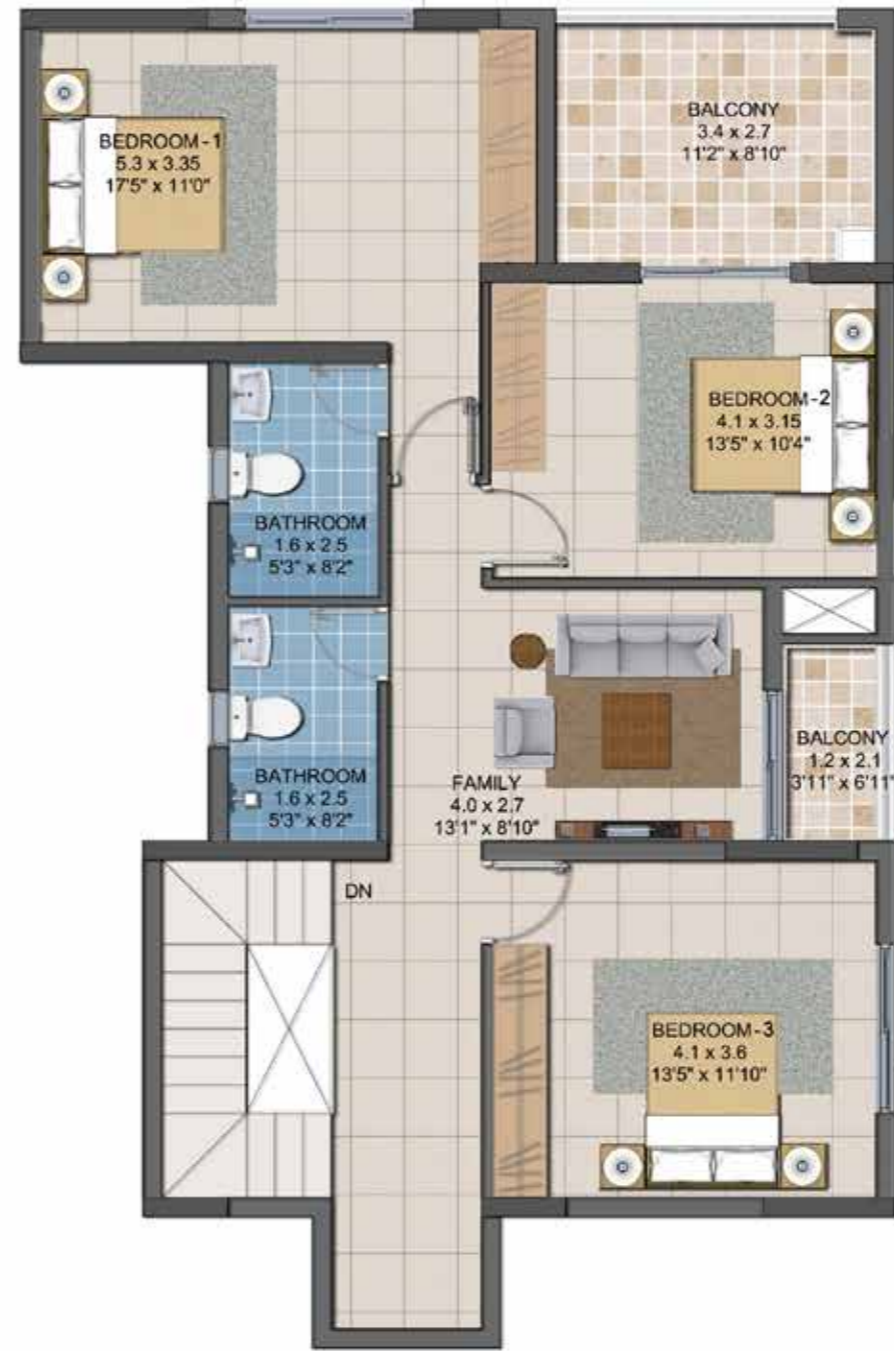 BEDROOM-1
5.3 x 3.35
17'5" x 11'0"
BALCONY
3.4 x 2.7
11'2" x 8'10"
BEDROOM-2
4.1 x 3.15
13'5" x 10'4"
BATHROOM
1.6 x 2.5
5'3" x 8'2"
BATHROOM
1.6 x 2.5
5'3" x 8'2"
FAMILY
4.0 x 2.7
13'1" x 8'10"
BALCONY
1.2 x 2.1
3'11" x 6'11"
DN
BEDROOM-3
4.1 x 3.6
13'5" x 11'10"